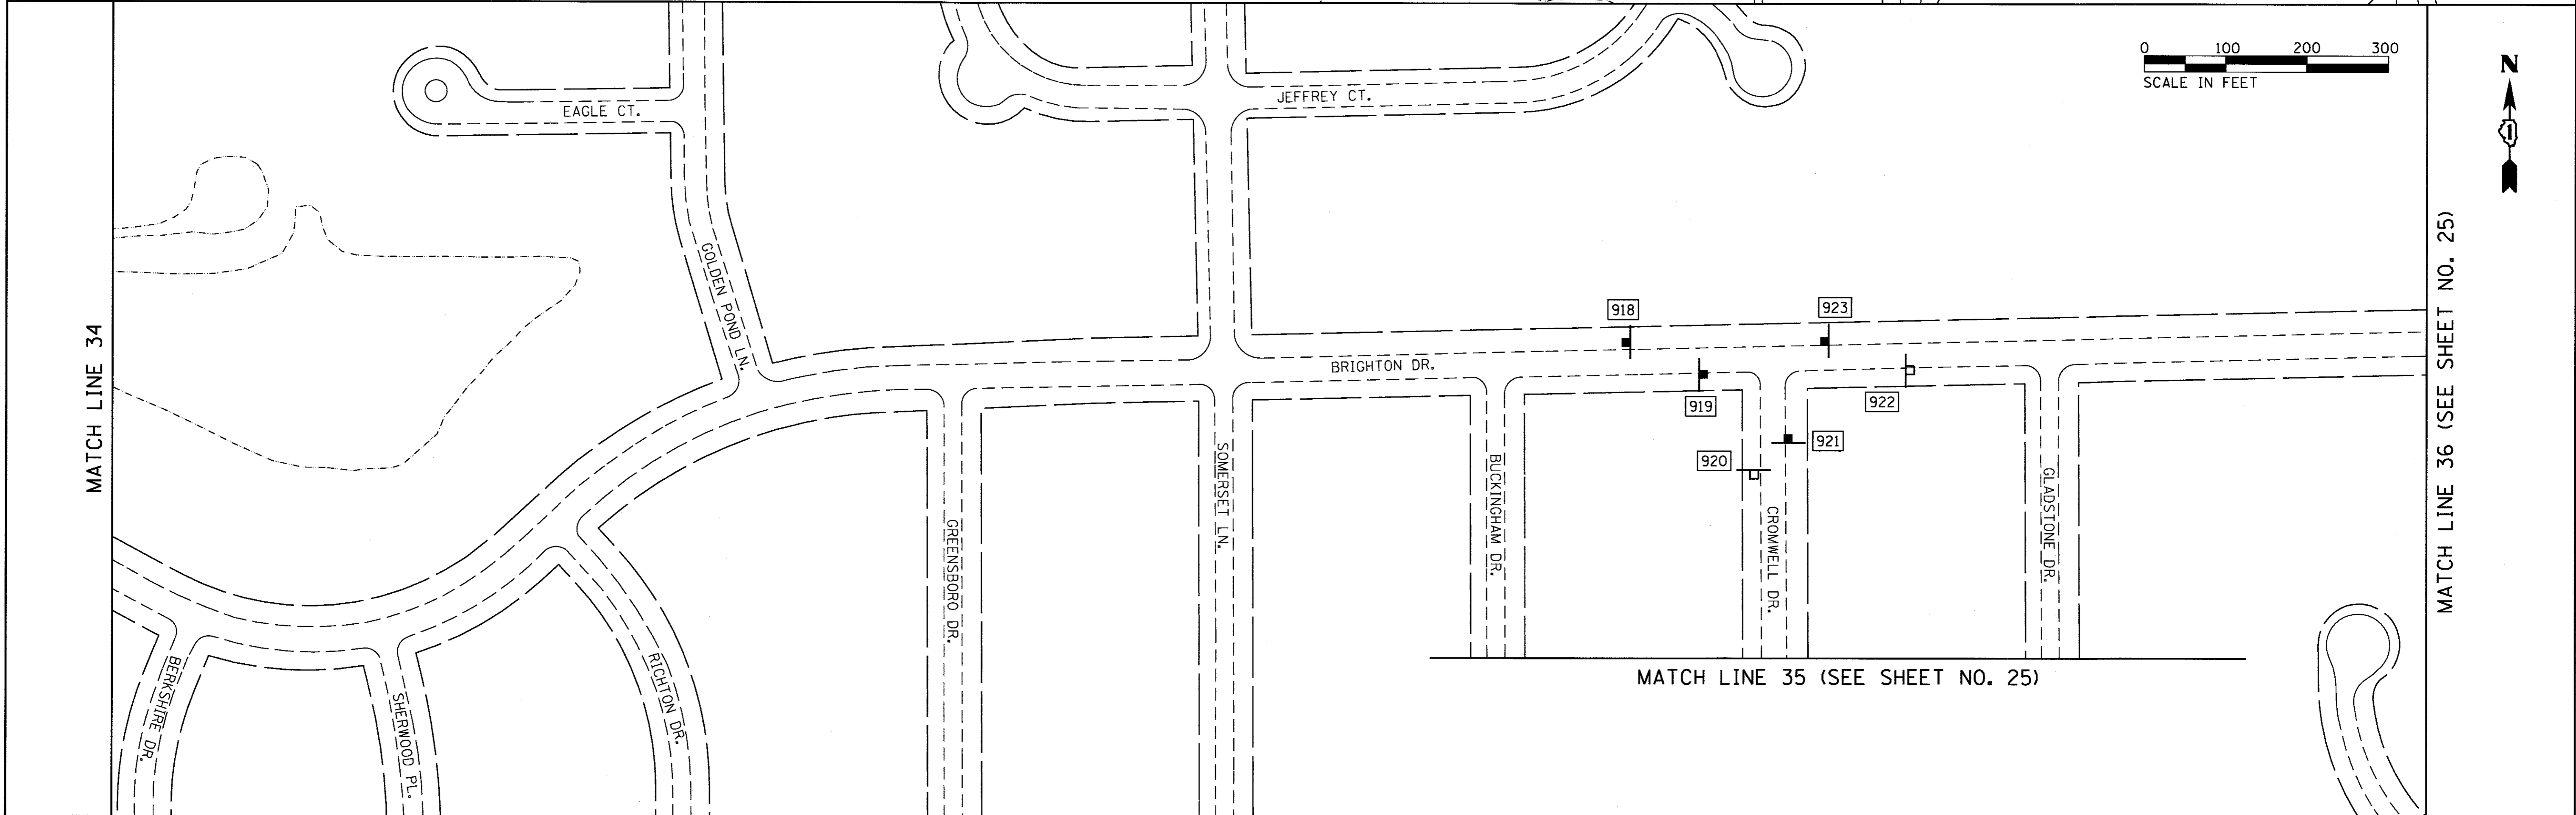 0 100 200 300
SCALE IN FEET
N
1
EAGLE CT.
JEFFREY CT.
GOLDEN POND LN.
MATCH LINE 34
MATCH LINE 36 (SEE SHEET NO. 25)
918
923
BRIGHTON DR.
919
922
920
921
GREENSBORO DR.
SOMERSET LN.
BUCKINGHAM DR.
CROMWELL DR.
GLADSTONE DR.
BERKSHIRE DR.
SHERWOOD PL.
RICHTON DR.
MATCH LINE 35 (SEE SHEET NO. 25)